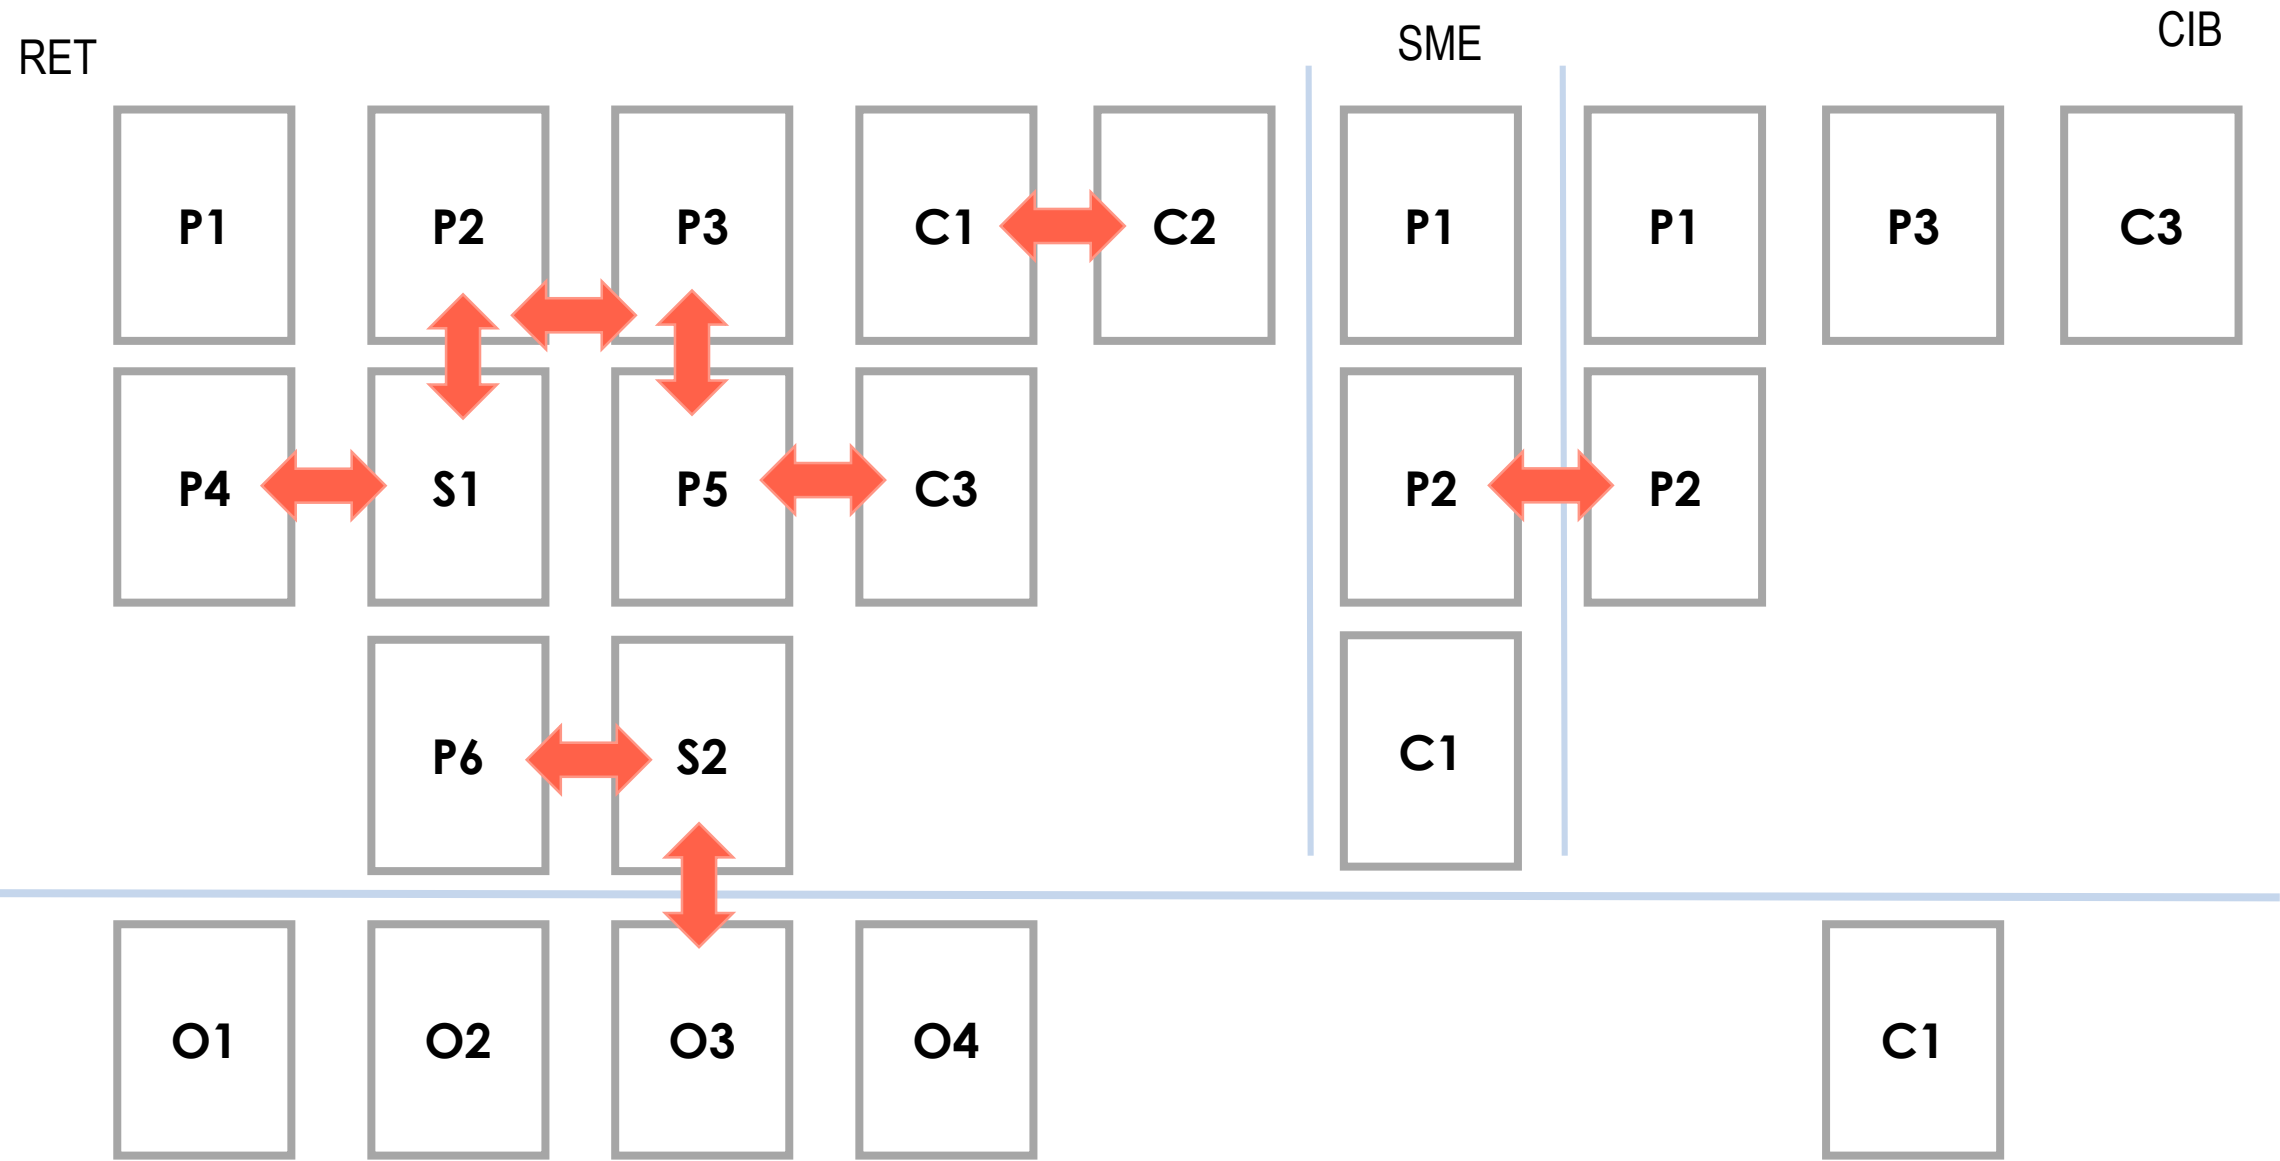 RET
SME
CIB
P1 P2 P3 C1 C2 P1 P1 P3 C3
P4 S1 P5 C3 P2 P2
P6 S2 C1
O1 O2 O3 O4 C1